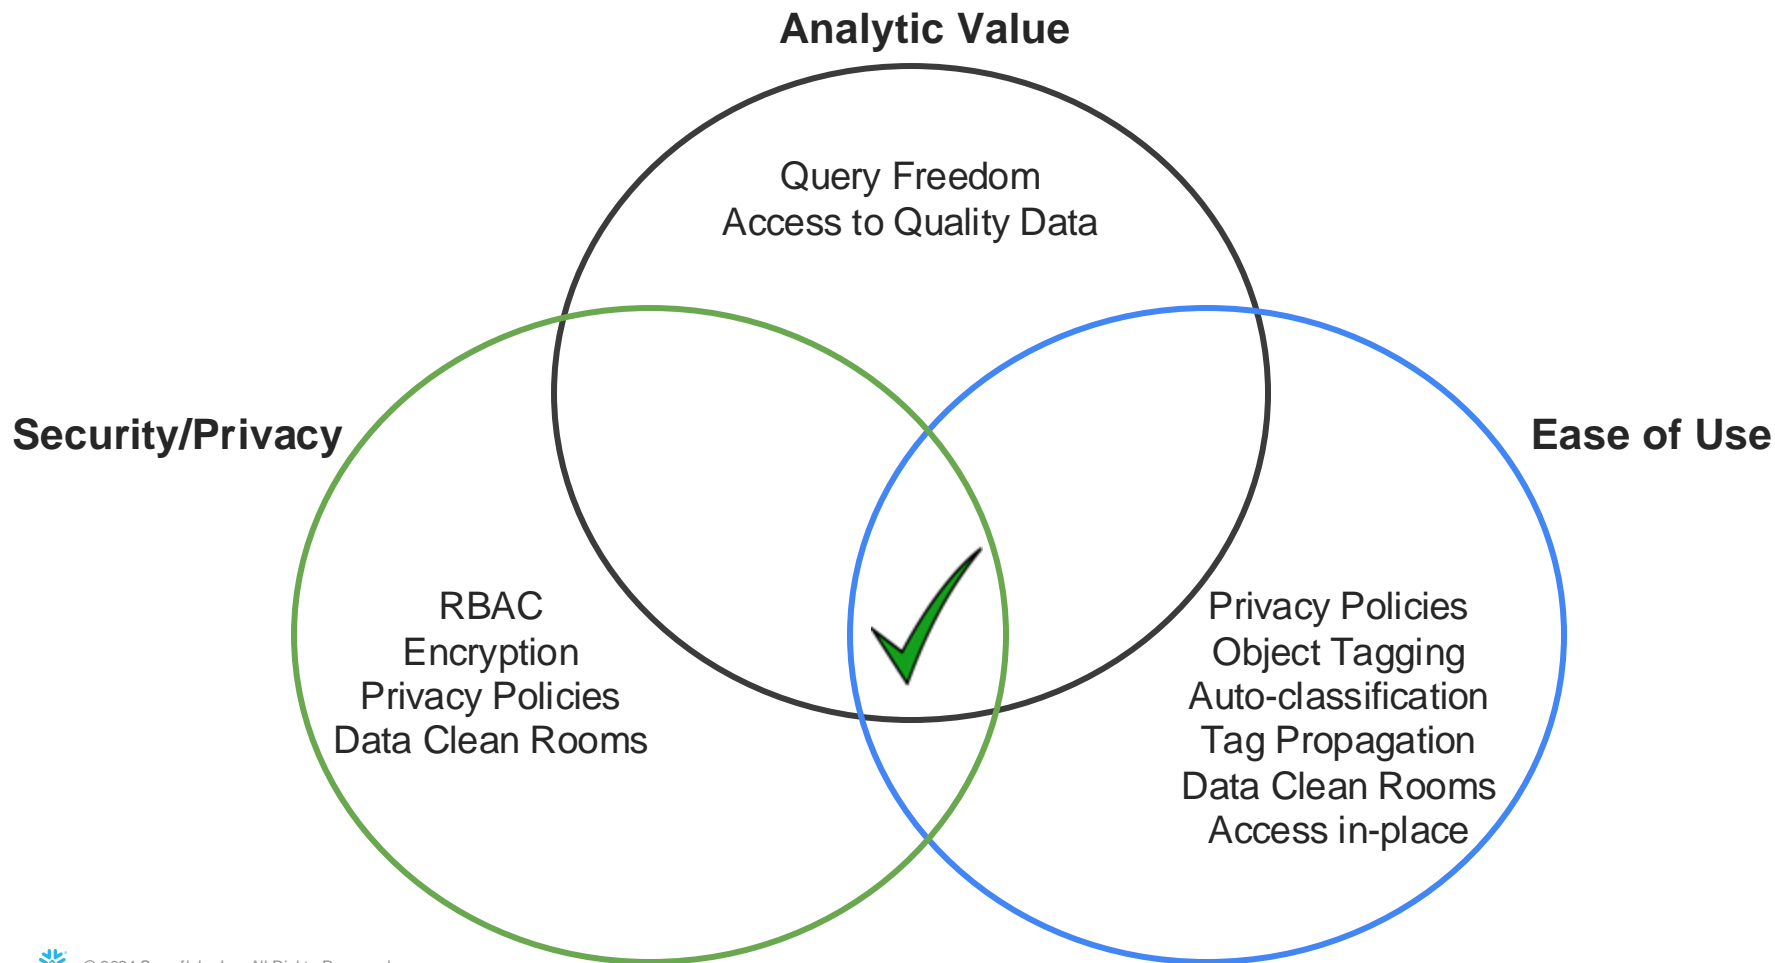 Analytic Value
Query Freedom
Access to Quality Data
Security/Privacy
Ease of Use
RBAC
Encryption
Privacy Policies
Data Clean Rooms
Privacy Policies
Object Tagging
Auto-classification
Tag Propagation
Data Clean Rooms
Access in-place